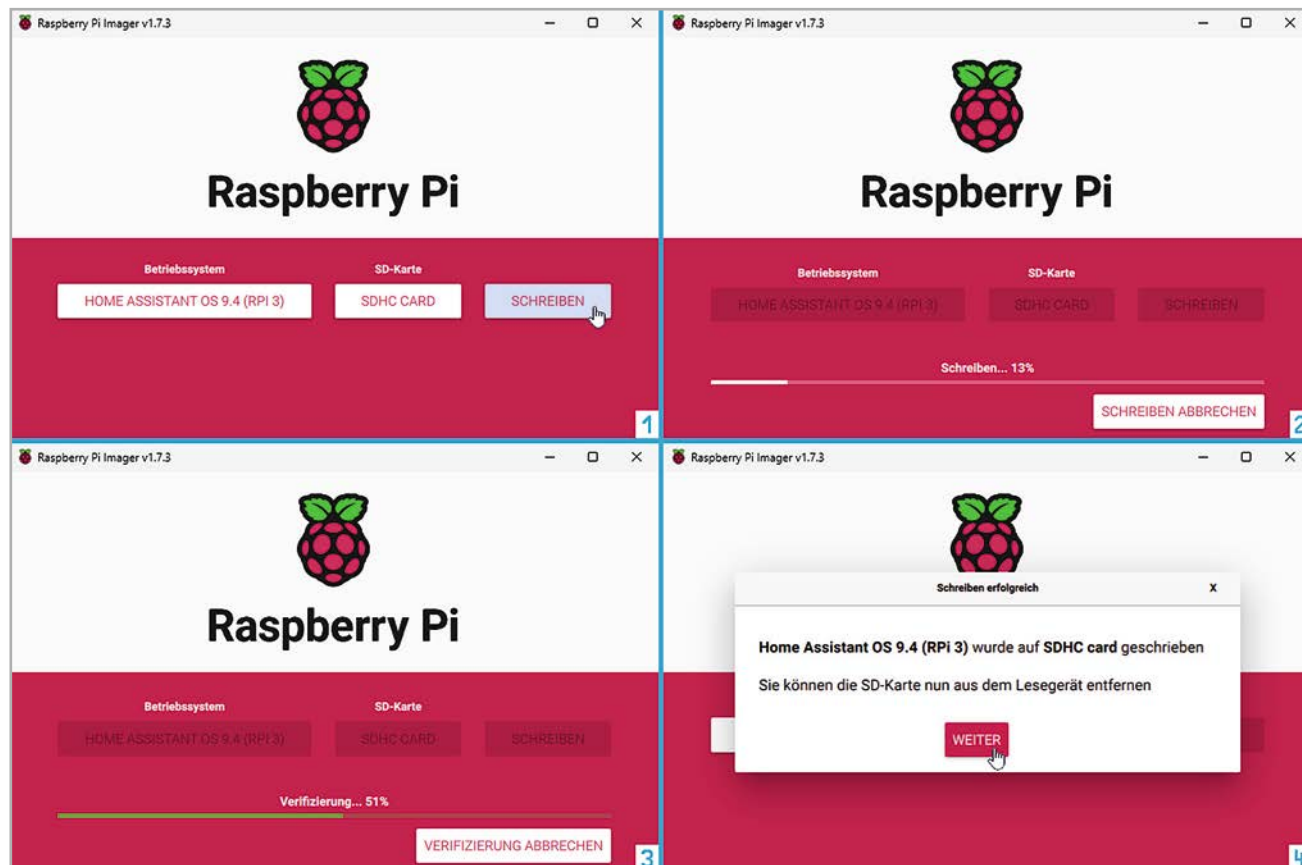 Raspberry Pi Imager v1.7.3
Raspberry Pi
Betriebssystem
SD-Karte
HOME ASSISTANT OS 9.4 (RPI 3)
SDHC CARD
SCHREIBEN
1
Raspberry Pi Imager v1.7.3
Raspberry Pi
Betriebssystem
SD-Karte
HOME ASSISTANT OS 9.4 (RPI 3)
SDHC CARD
SCHREIBEN
Schreiben... 13%
SCHREIBEN ABBRECHEN
2
Raspberry Pi Imager v1.7.3
Raspberry Pi
Betriebssystem
SD-Karte
HOME ASSISTANT OS 9.4 (RPI 3)
SDHC CARD
SCHREIBEN
Verifizierung... 51%
VERIFIZIERUNG ABBRECHEN
3
Raspberry Pi Imager v1.7.3
Schreiben erfolgreich
X
Home Assistant OS 9.4 (RPi 3) wurde auf SDHC card geschrieben
Sie können die SD-Karte nun aus dem Lesegerät entfernen
WEITER
4